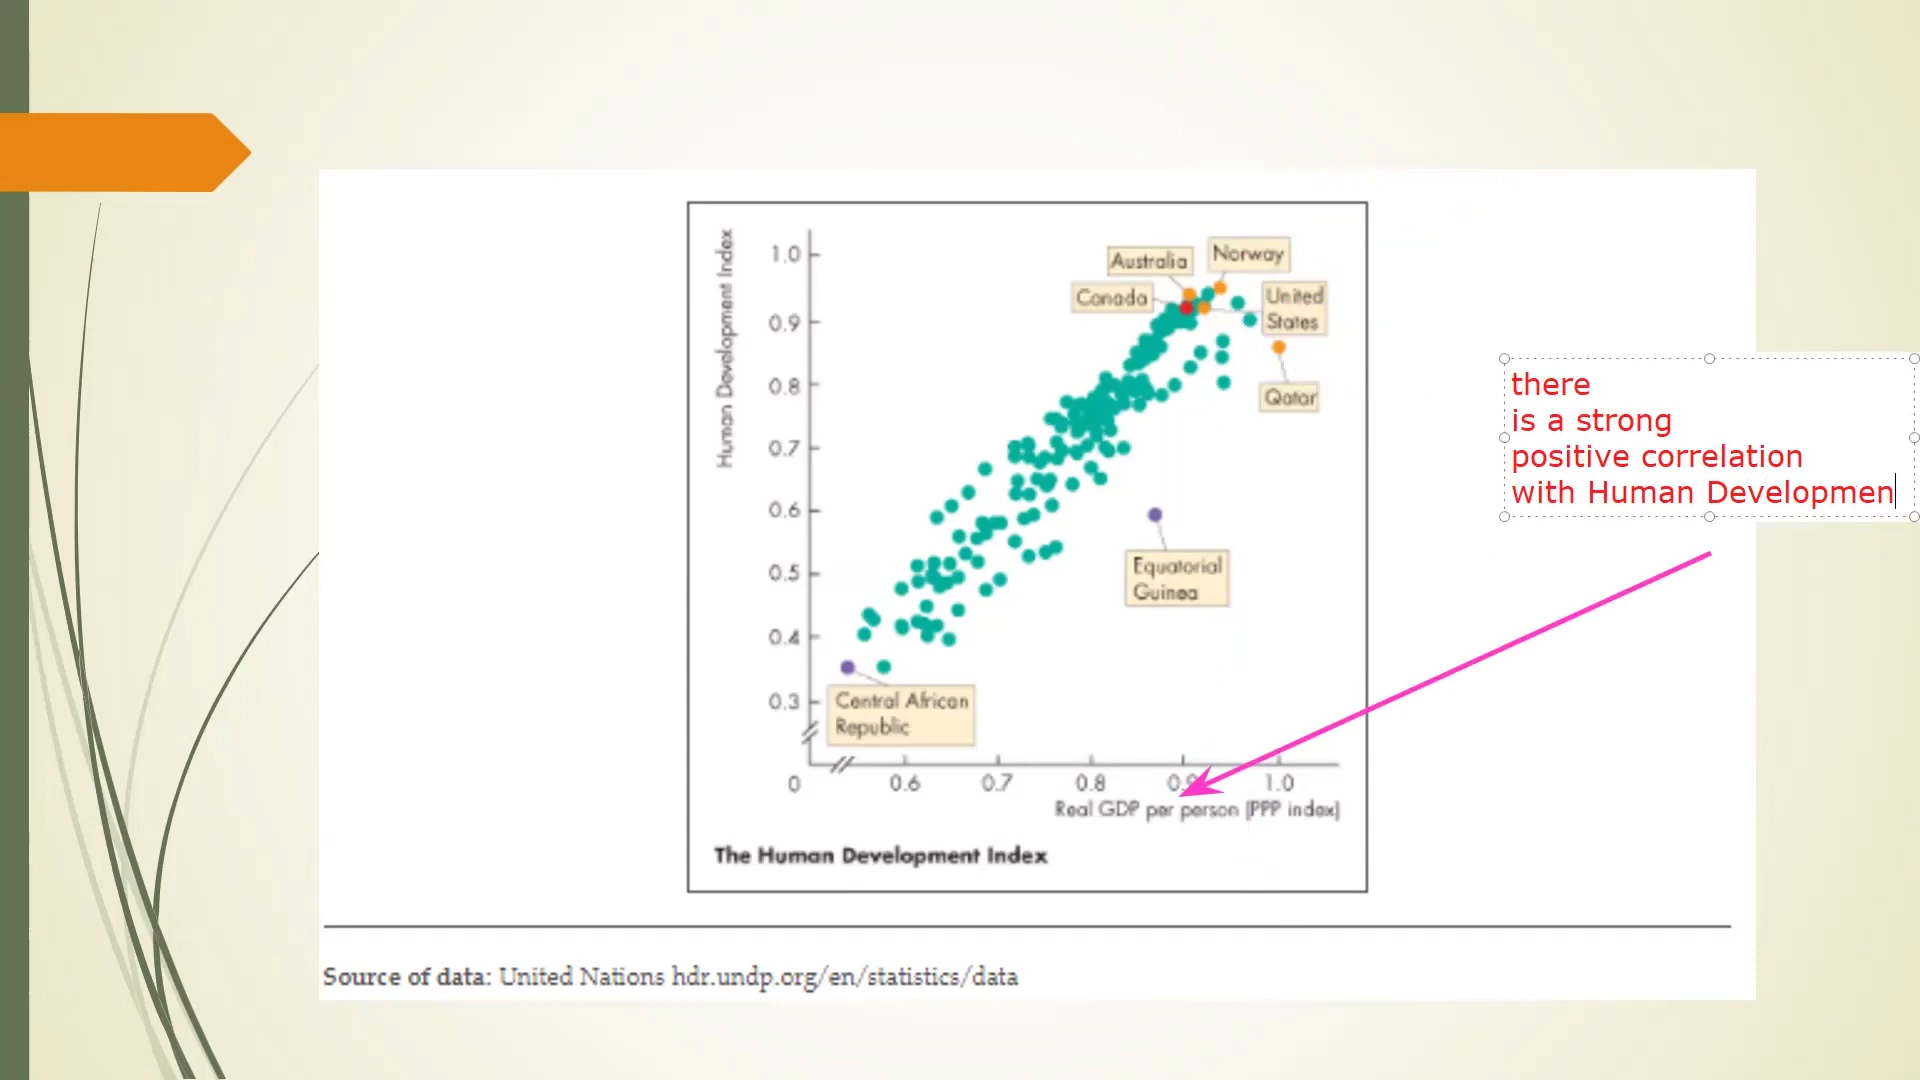 Human Development Index
1.0
0.9
0.8
0.7
0.6
0.5
0.4
0.3
Australia
Norway
Canada
United
States
Qatar
Equatorial
Guinea
Central African
Republic
0
0.6
0.7
0.8
0.9
1.0
Real GDP per person (PPP index)
The Human Development Index
there
is a strong
positive correlation
with Human Developmen
Source of data: United Nations hdr.undp.org/en/statistics/data